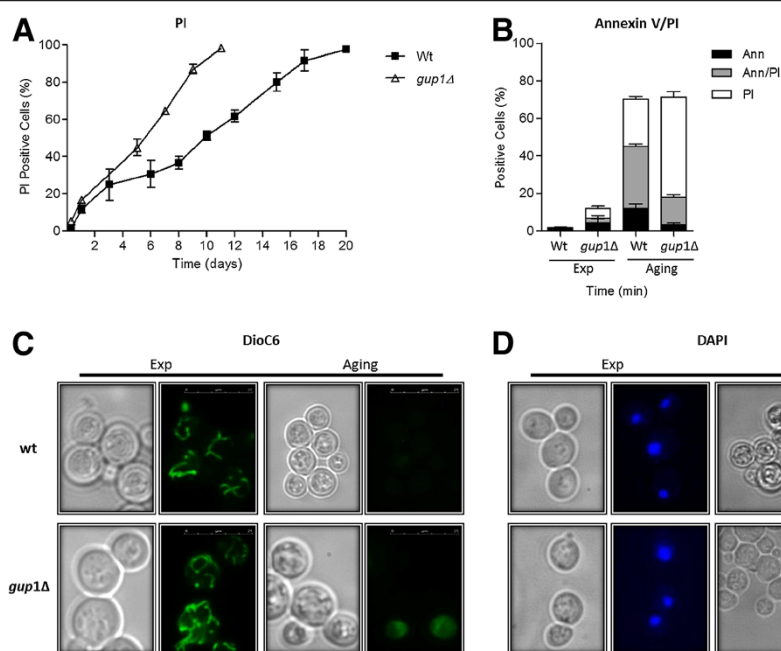 A
PI
PI Positive Cells (%)
100
80
60
40
20
0
2 4 6 8 10 12 14 16 18 20
Time (days)
Wt
gup1Δ
B
Annexin V/PI
PI Positive Cells (%)
100
80
60
40
20
0
Wt gup1Δ Wt gup1Δ
Exp Aging
Time (min)
Ann
Ann/PI
PI
C
DioC6
Exp Aging
wt
gup1Δ
D
DAPI
Exp